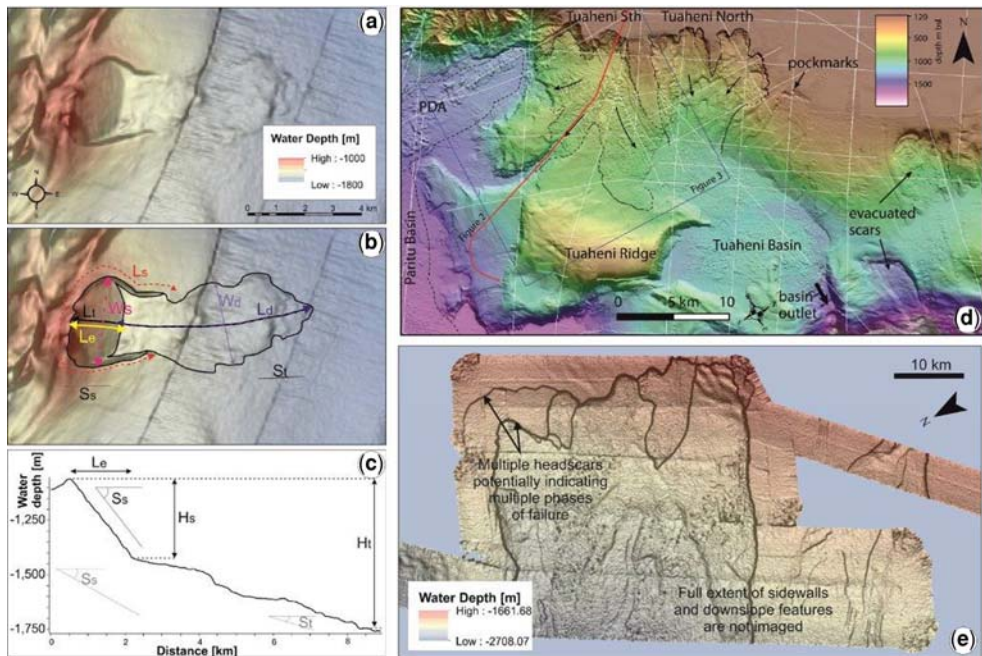 (a)
Water Depth [m]
High : -1000
Low : -1800
N
W
E
S
0
1
2
3
4 km
(b)
Ls
Lt
Ws
Le
Wd
Ld
Ss
St
(c)
Water
depth [m]
Le
Ss
Hs
Ht
Ss
St
-1,250
-1,500
-1,750
0
2
4
6
8
Distance [km]
Tuaheni Sth
Tuaheni North
120
500
1000
1500
depth m bsl
N
pockmarks
PDA
Paritu Basin
Figure 2
Figure 3
evacuated
scars
Tuaheni Ridge
Tuaheni Basin
0
5 km
10
basin
outlet
(d)
10 km
N
Multiple headscars
potentially indicating
multiple phases
of failure
Full extent of sidewalls
and downslope features
are not imaged
Water Depth [m]
High : -1661.68
Low : -2708.07
(e)